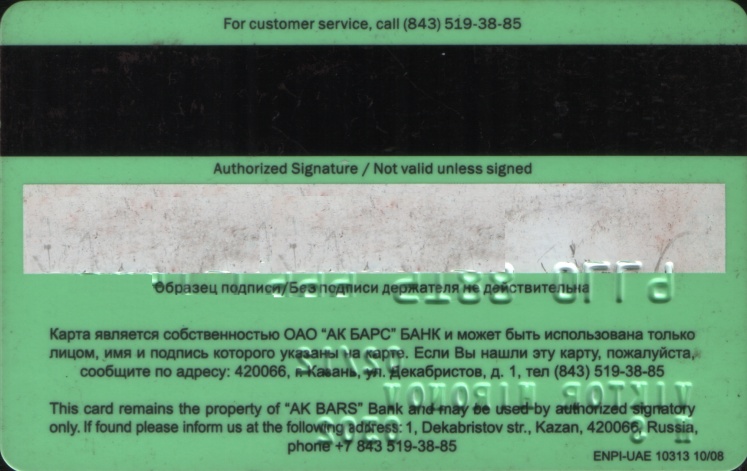 For customer service, call (843) 519-38-85
Authorized Signature / Not valid unless signed
Образец подписи/Без подписи держателя не действительна
Карта является собственностью ОАО "АК БАРС" БАНК и может быть использована только
лицом, имя и подпись которого указаны на карте. Если Вы нашли эту карту, пожалуйста,
сообщите по адресу: 420066, г. Казань, ул. Декабристов, д. 1, тел (843) 519-38-85
This card remains the property of "AK BARS" Bank and may be used by authorized signatory
only. If found please inform us at the following address: 1, Dekabristov str., Kazan, 420066, Russia,
phone +7 843 519-38-85
ENPI-UAE 10313 10/08